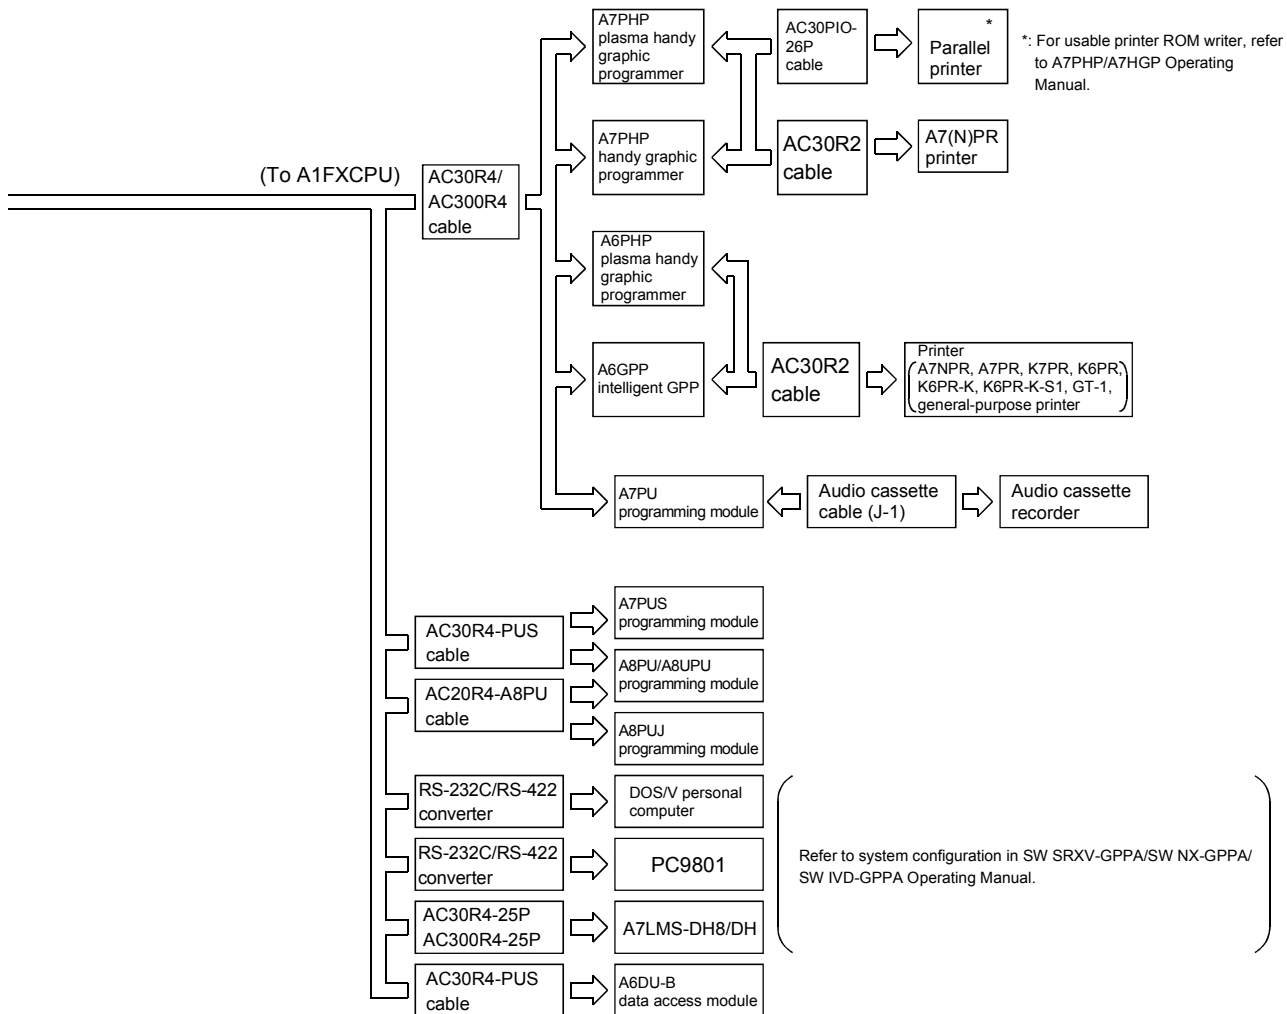 A7PHP
plasma handy
graphic
programmer
AC30PIO-
26P
cable
*
Parallel
printer
*: For usable printer ROM writer, refer
to A7PHP/A7HGP Operating
Manual.
A7PHP
handy graphic
programmer
AC30R2
cable
A7(N)PR
printer
(To A1FXCPU)
AC30R4/
AC300R4
cable
A6PHP
plasma handy
graphic
programmer
A6GPP
intelligent GPP
AC30R2
cable
Printer
A7NPR, A7PR, K7PR, K6PR,
K6PR-K, K6PR-K-S1, GT-1,
general-purpose printer
A7PU
programming module
Audio cassette
cable (J-1)
Audio cassette
recorder
AC30R4-PUS
cable
A7PUS
programming module
A8PU/A8UPU
programming module
AC20R4-A8PU
cable
A8PUJ
programming module
RS-232C/RS-422
converter
DOS/V personal
computer
RS-232C/RS-422
converter
PC9801
Refer to system configuration in SW SRXV-GPPA/SW NX-GPPA/
SW IVD-GPPA Operating Manual.
AC30R4-25P
AC300R4-25P
A7LMS-DH8/DH
AC30R4-PUS
cable
A6DU-B
data access module